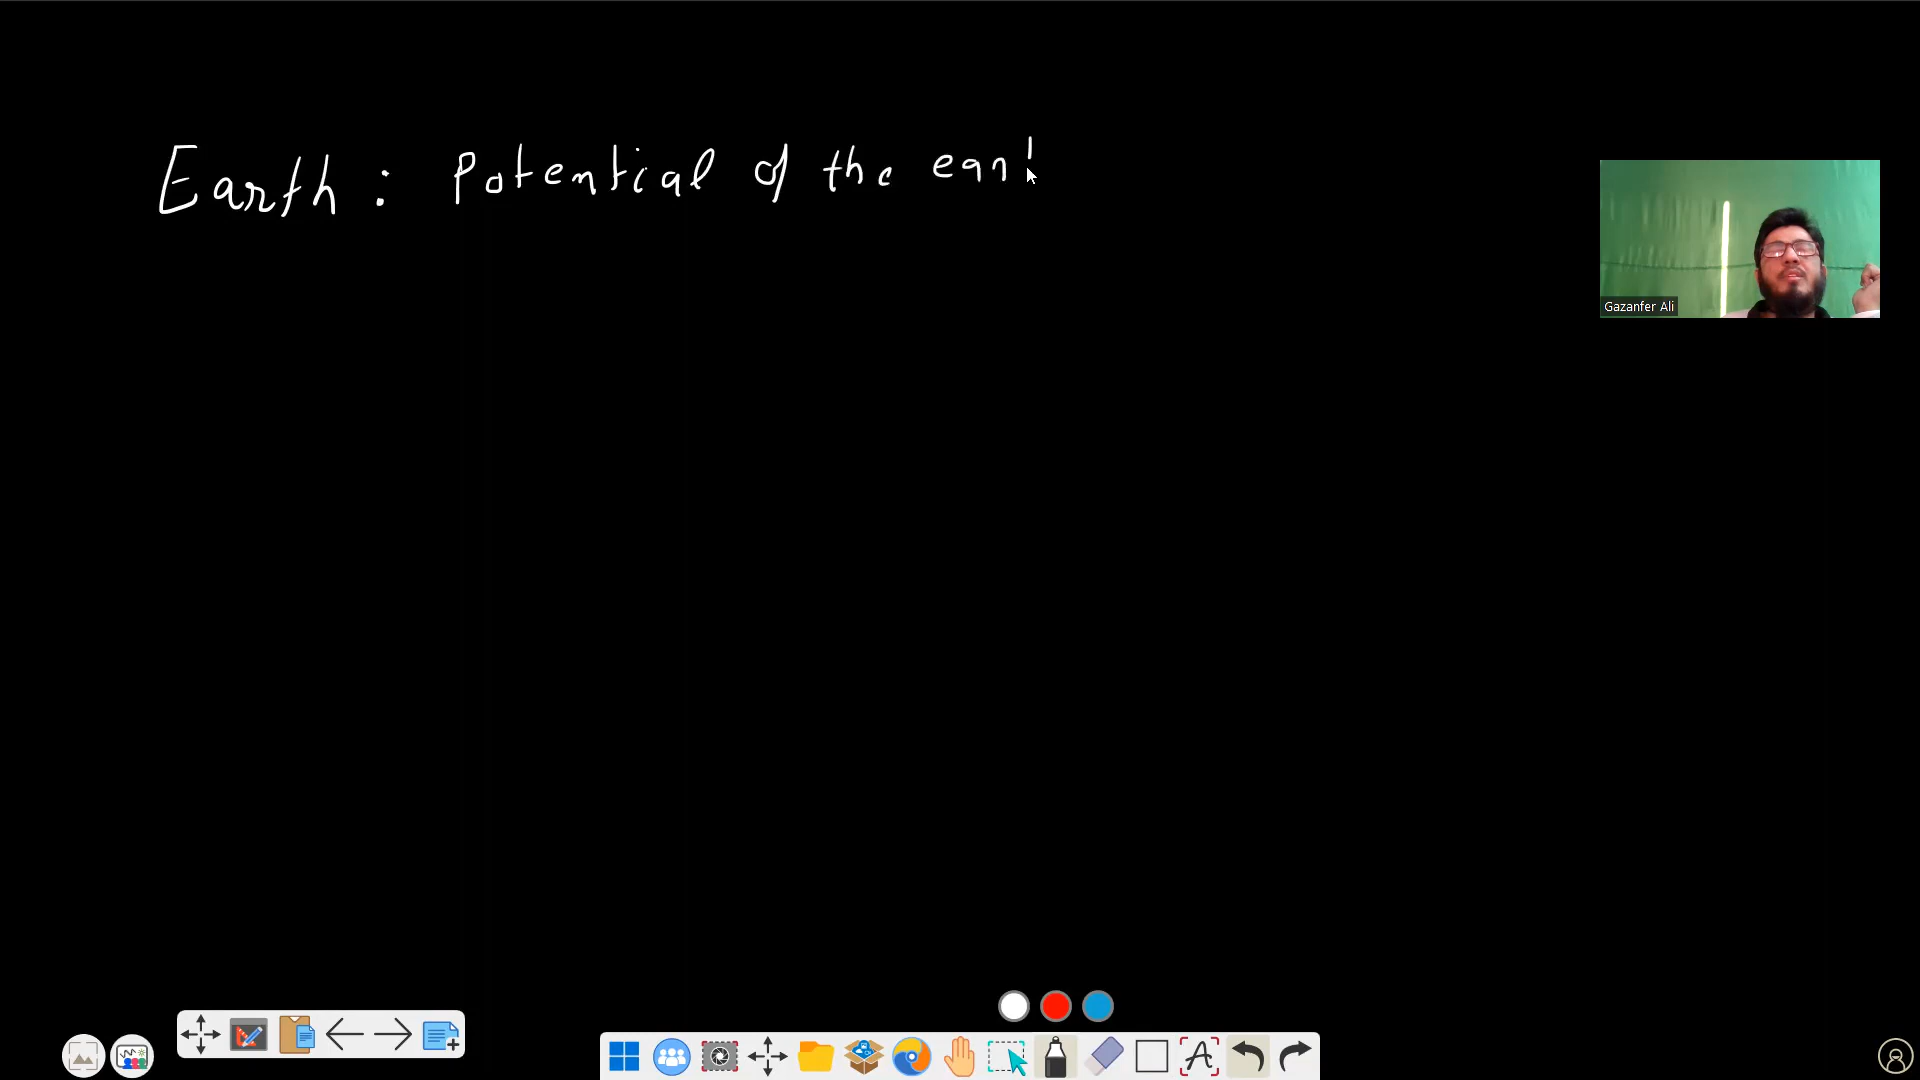 Earth : Potential of the ear
Gazanfer Ali